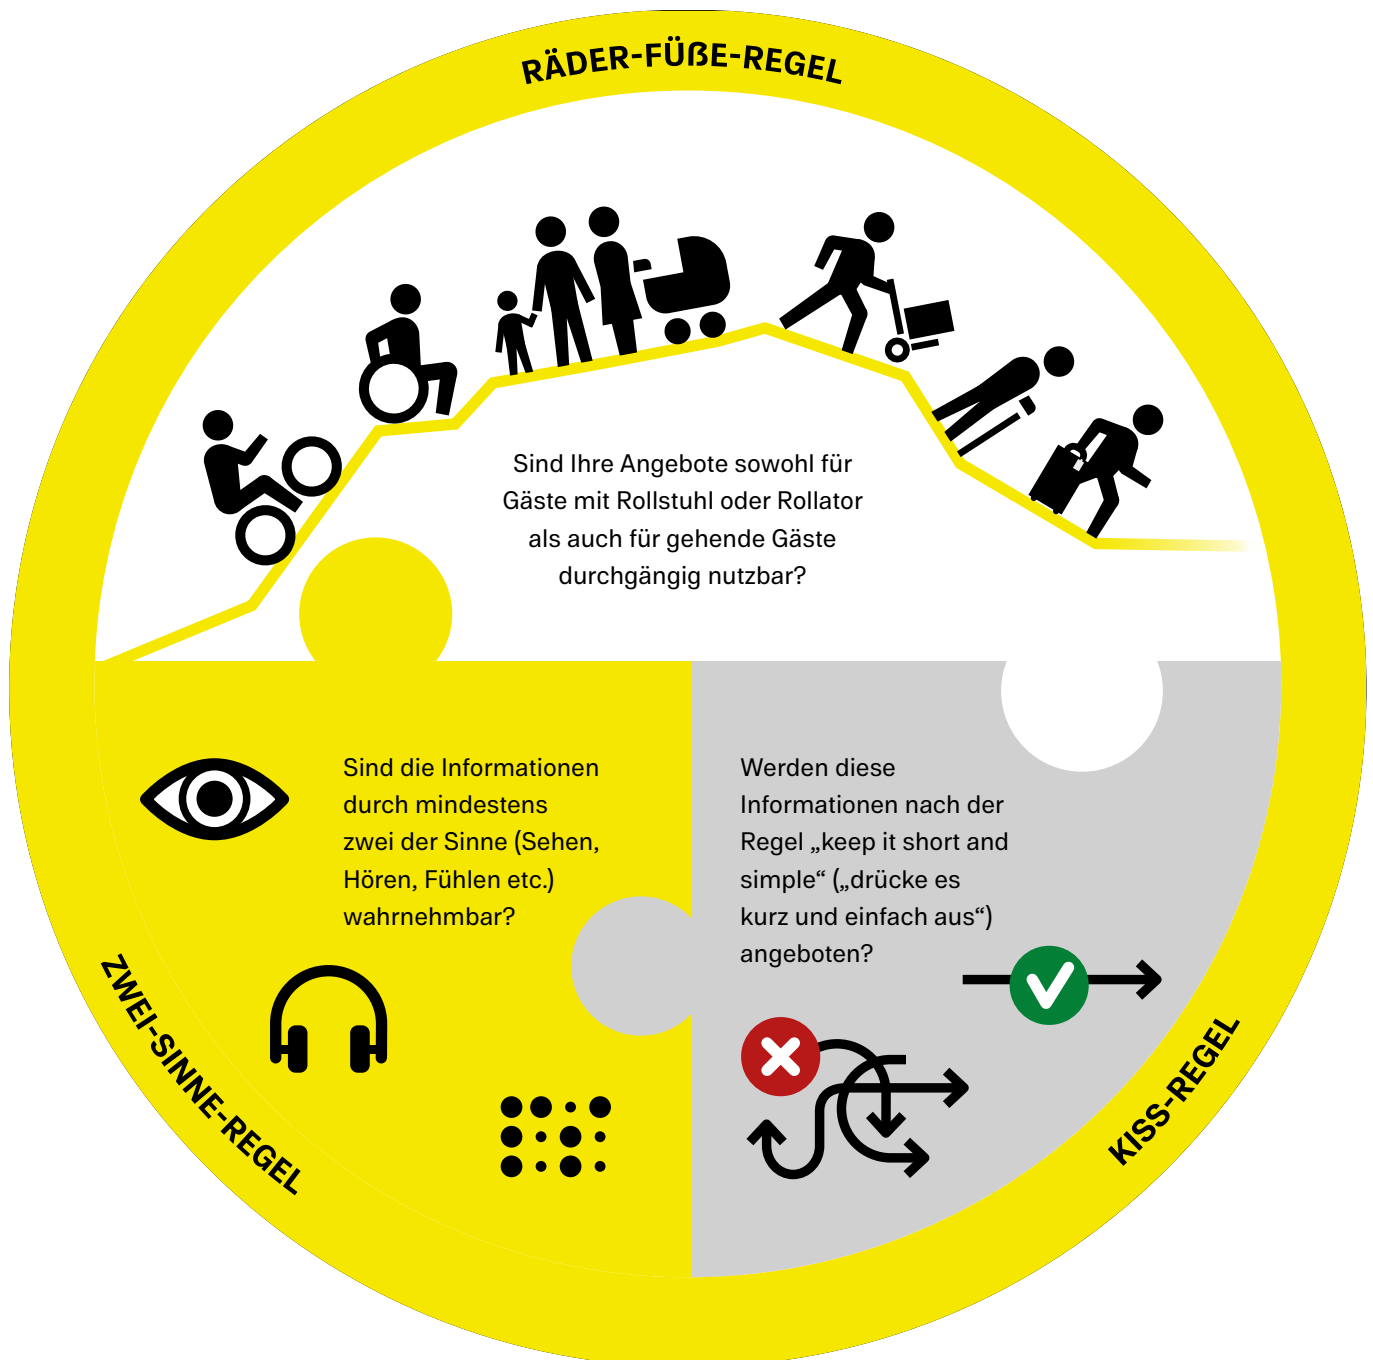 RÄDER-FÜẞE-REGEL
Sind Ihre Angebote sowohl für
Gäste mit Rollstuhl oder Rollator
als auch für gehende Gäste
durchgängig nutzbar?
Sind die Informationen
durch mindestens
zwei der Sinne (Sehen,
Hören, Fühlen etc.)
wahrnehmbar?
ZWEI-SINNE-REGEL
Werden diese
Informationen nach der
Regel „keep it short and
simple“ („drücke es
kurz und einfach aus“)
angeboten?
KISS-REGEL